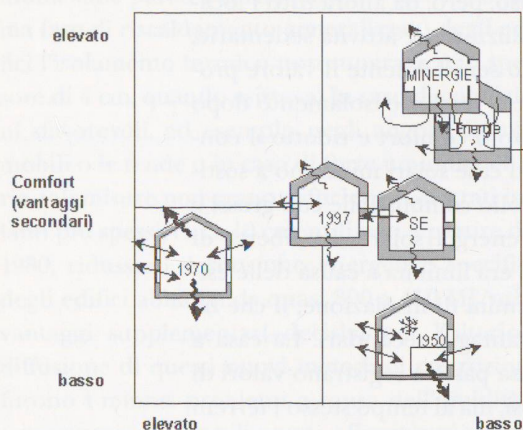 elevato
MINERGIE
-Energie
Comfort
(vantaggi
secondari)
1997
SE
1970
1950
basso
elevato
basso